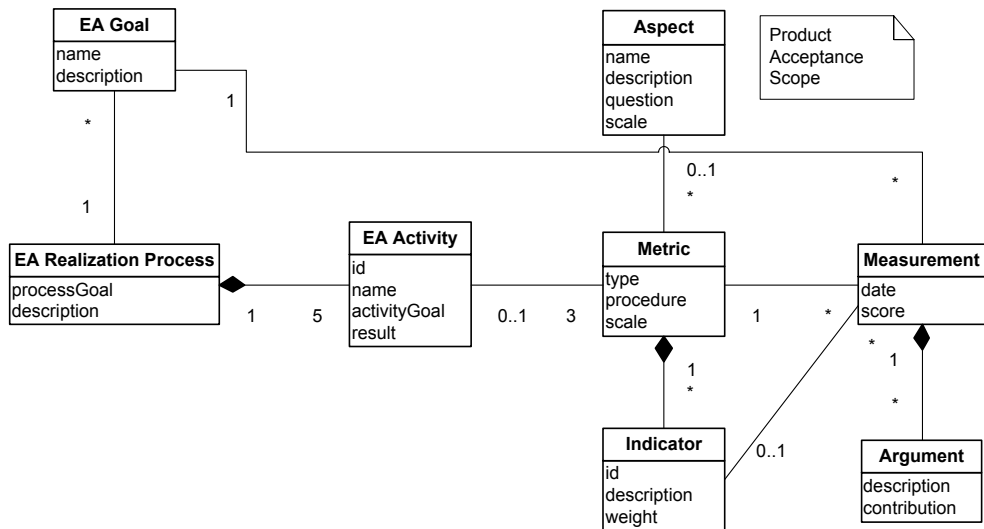 EA Goal
name
description
Aspect
name
description
question
scale
Product
Acceptance
Scope
1
*
0..1
*
*
1
EA Realization Process
processGoal
description
EA Activity
id
name
activityGoal
result
Metric
type
procedure
scale
Measurement
date
score
1
5
0..1
3
1
*
*
1
1
*
*
Indicator
id
description
weight
0..1
Argument
description
contribution